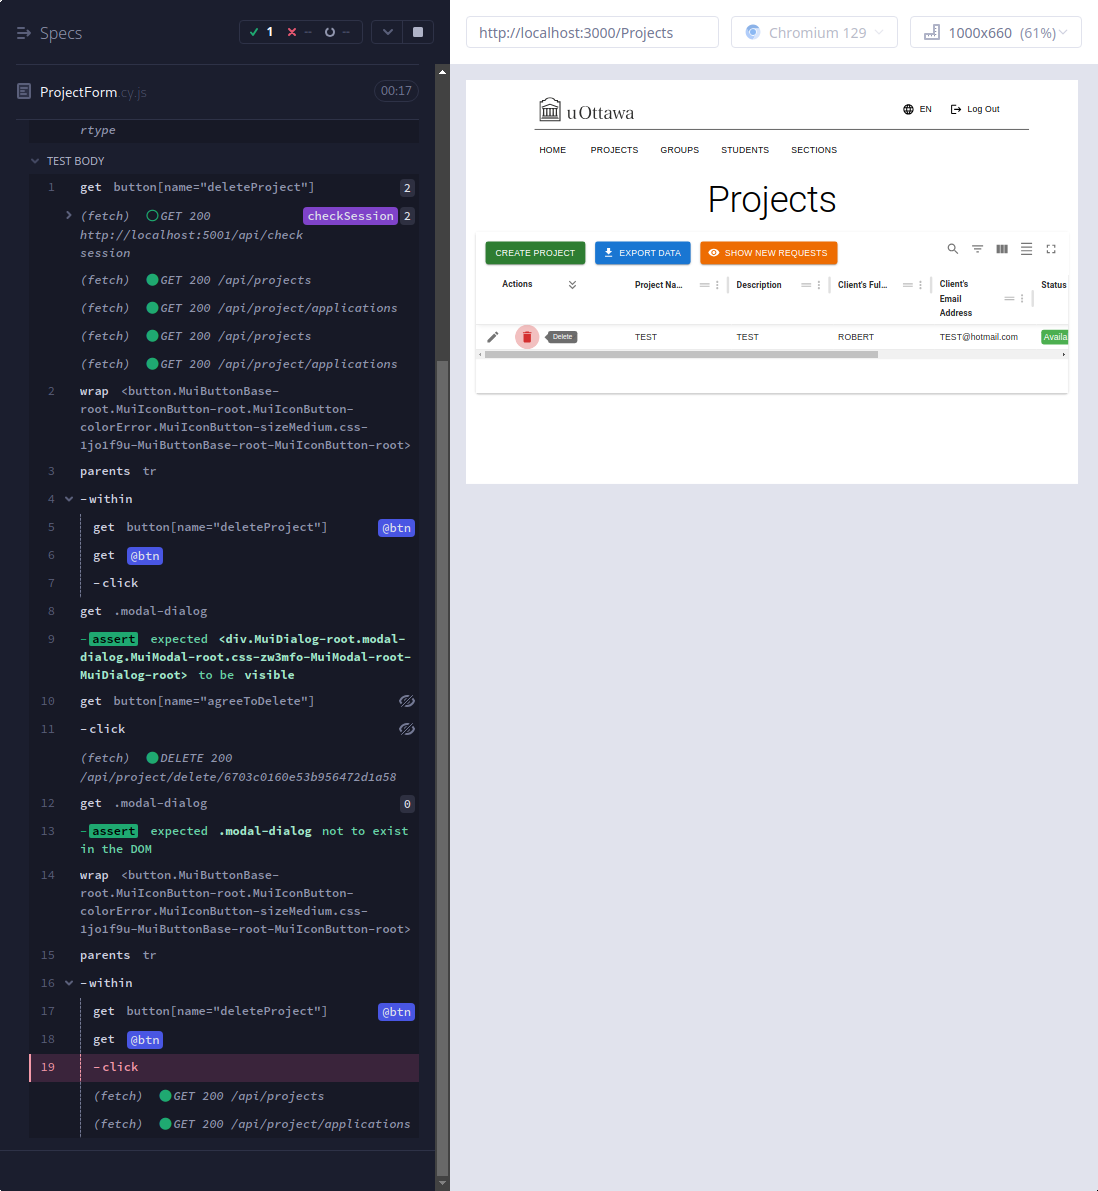 Specs
1
--
--
ProjectForm.cy.js
00:17
rtype
TEST BODY
1 get button[name="deleteProject"] 2
(fetch) GET 200 checkSession 2
http://localhost:5001/api/check
session
(fetch) GET 200 /api/projects
(fetch) GET 200 /api/project/applications
(fetch) GET 200 /api/projects
(fetch) GET 200 /api/project/applications
2 wrap <button.MuiButtonBase-
root.MuiIconButton-root.MuiIconButton-
colorError.MuiIconButton-sizeMedium.css-
1jo1f9u-MuiButtonBase-root-MuiIconButton-root>
3 parents tr
4 -within
5 get button[name="deleteProject"] @btn
6 get @btn
7 -click
8 get .modal-dialog
9 -assert expected <div.MuiDialog-root.modal-
dialog.MuiModal-root.css-zw3mfo-MuiModal-root-
MuiDialog-root> to be visible
10 get button[name="agreeToDelete"]
11 -click
(fetch) DELETE 200
/api/project/delete/6703c0160e53b956472d1a58
12 get .modal-dialog 0
13 -assert expected .modal-dialog not to exist
in the DOM
14 wrap <button.MuiButtonBase-
root.MuiIconButton-root.MuiIconButton-
colorError.MuiIconButton-sizeMedium.css-
1jo1f9u-MuiButtonBase-root-MuiIconButton-root>
15 parents tr
16 -within
17 get button[name="deleteProject"] @btn
18 get @btn
19 -click
(fetch) GET 200 /api/projects
(fetch) GET 200 /api/project/applications
http://localhost:3000/Projects
Chromium 129
1000x660 (61%)
uOttawa
EN
Log Out
HOME PROJECTS GROUPS STUDENTS SECTIONS
Projects
CREATE PROJECT
EXPORT DATA
SHOW NEW REQUESTS
Actions
Project Na...
Description
Client's Ful...
Client's
Email
Address
Status
Delete
TEST
TEST
ROBERT
TEST@hotmail.com
Availa